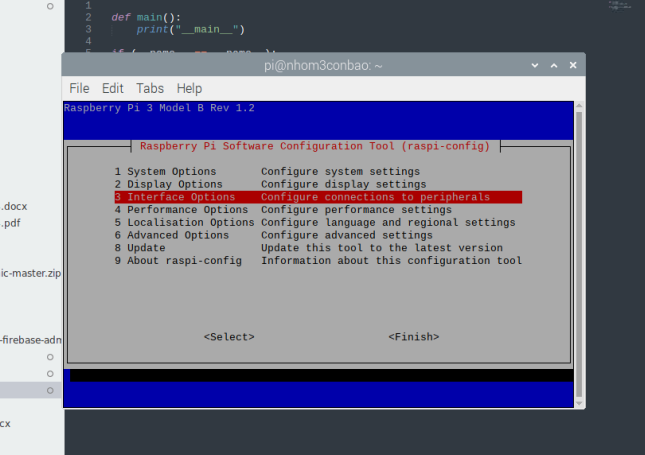 1
2 def main():
3 print("__main__")
4
5
pi@nhom3conbao: ~
File Edit Tabs Help
Raspberry Pi 3 Model B Rev 1.2
Raspberry Pi Software Configuration Tool (raspi-config)
1 System Options Configure system settings
2 Display Options Configure display settings
3 Interface Options Configure connections to peripherals
4 Performance Options Configure performance settings
5 Localisation Options Configure language and regional settings
6 Advanced Options Configure advanced settings
8 Update Update this tool to the latest version
9 About raspi-config Information about this configuration tool
<Select> <Finish>
.docx
.pdf
ic-master.zip
-firebase-adn
cx